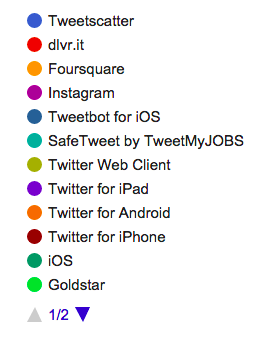 Tweetscatter
dlvr.it
Foursquare
Instagram
Tweetbot for iOS
SafeTweet by TweetMyJOBS
Twitter Web Client
Twitter for iPad
Twitter for Android
Twitter for iPhone
iOS
Goldstar
1/2